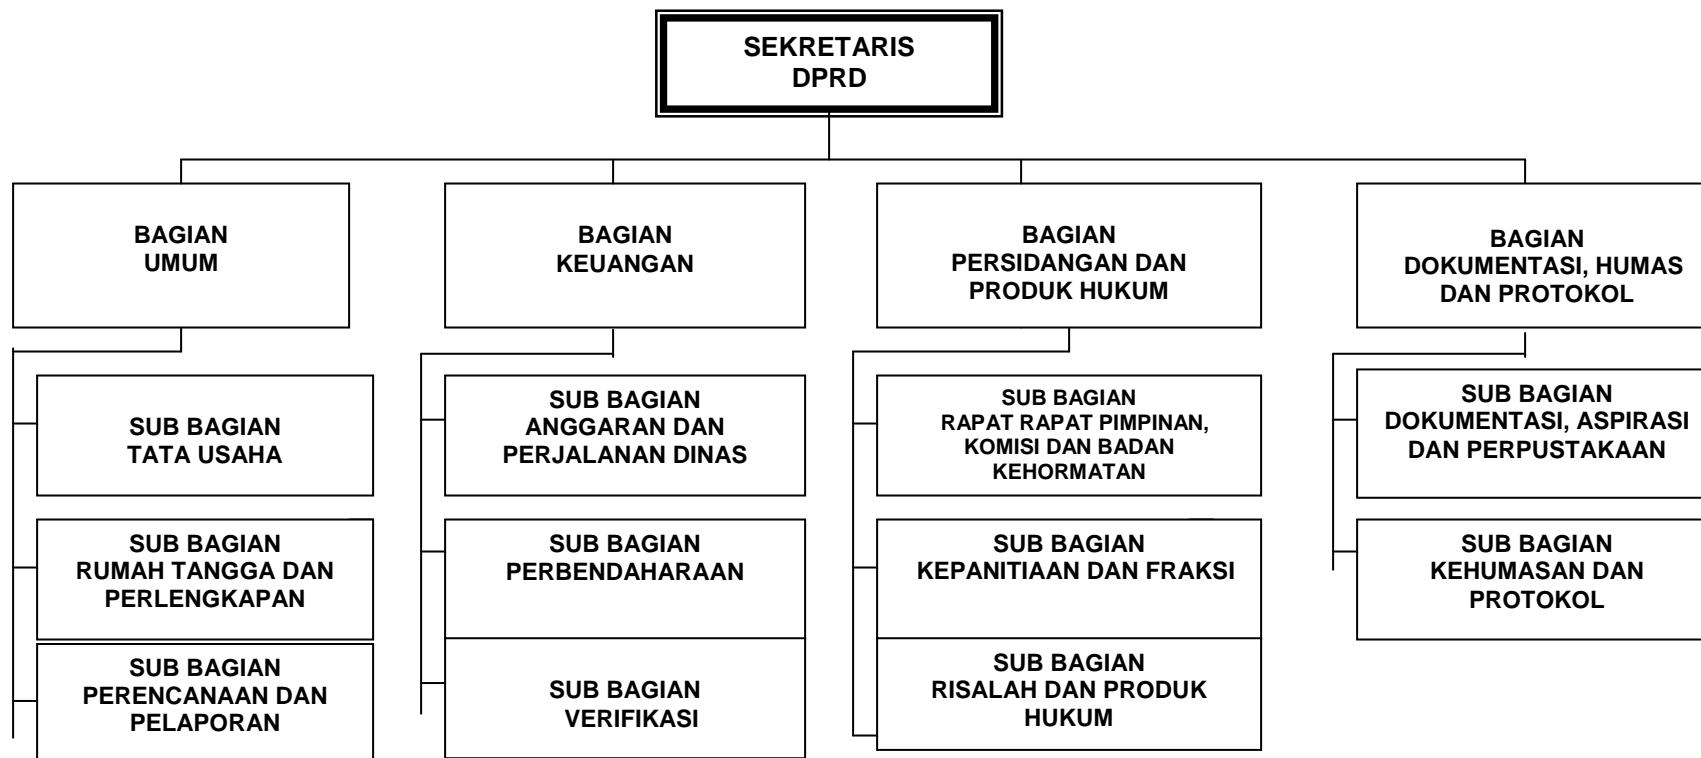 SEKRETARIS
DPRD
BAGIAN
UMUM
BAGIAN
KEUANGAN
BAGIAN
PERSIDANGAN DAN
PRODUK HUKUM
BAGIAN
DOKUMENTASI, HUMAS
DAN PROTOKOL
SUB BAGIAN
TATA USAHA
SUB BAGIAN
ANGGARAN DAN
PERJALANAN DINAS
SUB BAGIAN
RAPAT RAPAT PIMPINAN,
KOMISI DAN BADAN
KEHORMATAN
SUB BAGIAN
DOKUMENTASI, ASPIRASI
DAN PERPUSTAKAAN
SUB BAGIAN
RUMAH TANGGA DAN
PERLENGKAPAN
SUB BAGIAN
PERBENDAHARAAN
SUB BAGIAN
KEPANITIAAN DAN FRAKSI
SUB BAGIAN
KEHUMASAN DAN
PROTOKOL
SUB BAGIAN
PERENCANAAN DAN
PELAPORAN
SUB BAGIAN
VERIFIKASI
SUB BAGIAN
RISALAH DAN PRODUK
HUKUM